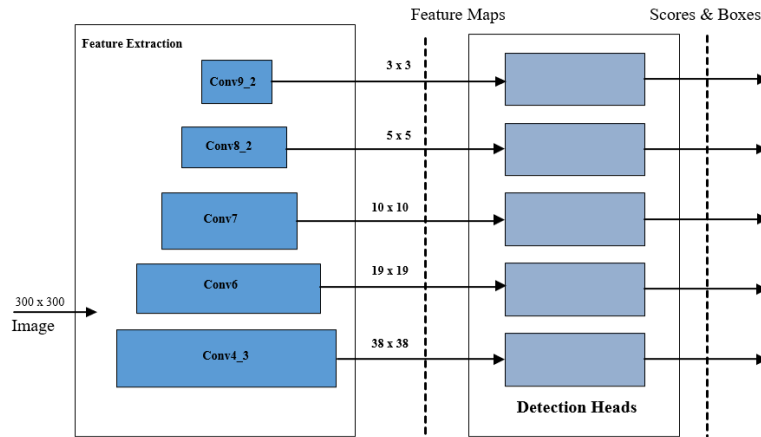 Feature Maps
Scores & Boxes
Feature Extraction
Conv9_2
3 x 3
Conv8_2
5 x 5
Conv7
10 x 10
Conv6
19 x 19
300 x 300
Image
Conv4_3
38 x 38
Detection Heads